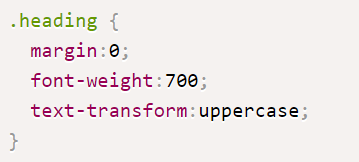 .heading {
  margin:0;
  font-weight:700;
  text-transform:uppercase;
}